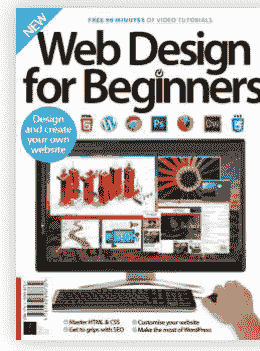 NEW
FREE 90 MINUTES OF VIDEO TUTORIALS
Web Design
for Beginners
Design
and create
your own
website
HTML
Master HTML & CSS
Customise your website
Get to grips with SEO
Make the most of WordPress